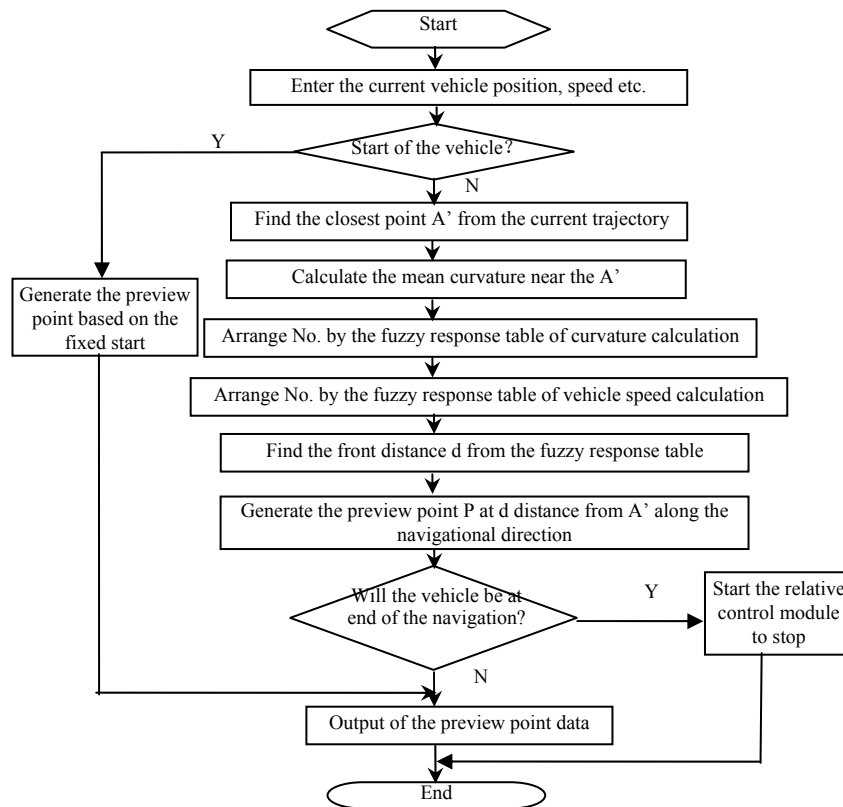 Start
Enter the current vehicle position, speed etc.
Y
Start of the vehicle?
N
Find the closest point A’ from the current trajectory
Calculate the mean curvature near the A’
Generate the preview
point based on the
fixed start
Arrange No. by the fuzzy response table of curvature calculation
Arrange No. by the fuzzy response table of vehicle speed calculation
Find the front distance d from the fuzzy response table
Generate the preview point P at d distance from A’ along the
navigational direction
Will the vehicle be at
end of the navigation?
Y
Start the relative
control module
to stop
N
Output of the preview point data
End